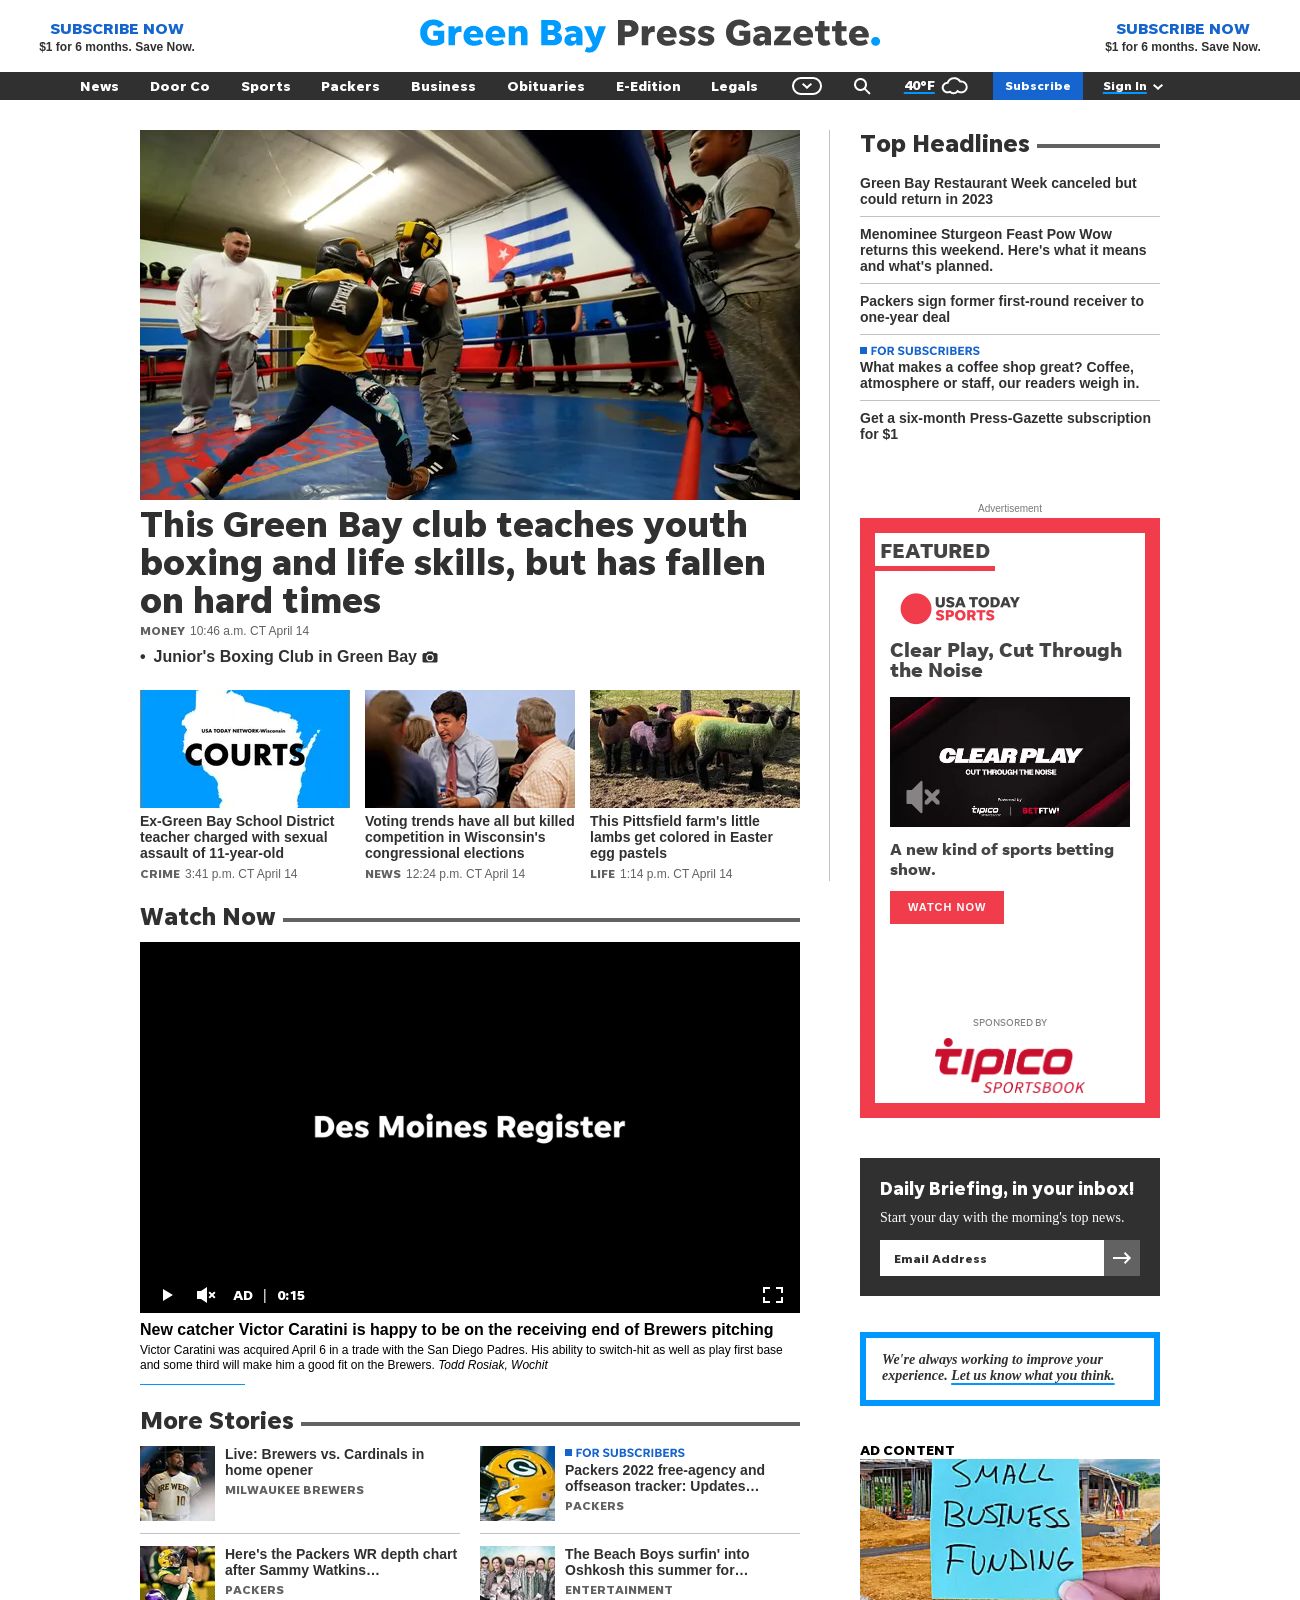 SUBSCRIBE NOW
$1 for 6 months. Save Now.
Green Bay Press Gazette.
SUBSCRIBE NOW
$1 for 6 months. Save Now.
News Door Co Sports Packers Business Obituaries E-Edition Legals 40°F Subscribe Sign In
This Green Bay club teaches youth
boxing and life skills, but has fallen
on hard times
MONEY 10:46 a.m. CT April 14
• Junior's Boxing Club in Green Bay
USA TODAY NETWORK-Wisconsin
COURTS
Ex-Green Bay School District
teacher charged with sexual
assault of 11-year-old
CRIME 3:41 p.m. CT April 14
Voting trends have all but killed
competition in Wisconsin's
congressional elections
NEWS 12:24 p.m. CT April 14
This Pittsfield farm's little
lambs get colored in Easter
egg pastels
LIFE 1:14 p.m. CT April 14
Watch Now
Des Moines Register
AD | 0:15
New catcher Victor Caratini is happy to be on the receiving end of Brewers pitching
Victor Caratini was acquired April 6 in a trade with the San Diego Padres. His ability to switch-hit as well as play first base
and some third will make him a good fit on the Brewers. Todd Rosiak, Wochit
More Stories
Live: Brewers vs. Cardinals in
home opener
MILWAUKEE BREWERS
FOR SUBSCRIBERS
Packers 2022 free-agency and
offseason tracker: Updates…
PACKERS
Here's the Packers WR depth chart
after Sammy Watkins…
PACKERS
The Beach Boys surfin' into
Oshkosh this summer for…
ENTERTAINMENT
Top Headlines
Green Bay Restaurant Week canceled but
could return in 2023
Menominee Sturgeon Feast Pow Wow
returns this weekend. Here's what it means
and what's planned.
Packers sign former first-round receiver to
one-year deal
FOR SUBSCRIBERS
What makes a coffee shop great? Coffee,
atmosphere or staff, our readers weigh in.
Get a six-month Press-Gazette subscription
for $1
Advertisement
FEATURED
USA TODAY
SPORTS
Clear Play, Cut Through
the Noise
CLEAR PLAY
CUT THROUGH THE NOISE
Powered by
tipico | BETFTW!
A new kind of sports betting
show.
WATCH NOW
SPONSORED BY
tipico
SPORTSBOOK
Daily Briefing, in your inbox!
Start your day with the morning's top news.
Email Address
We're always working to improve your
experience. Let us know what you think.
AD CONTENT
SMALL
BUSINESS
FUNDING